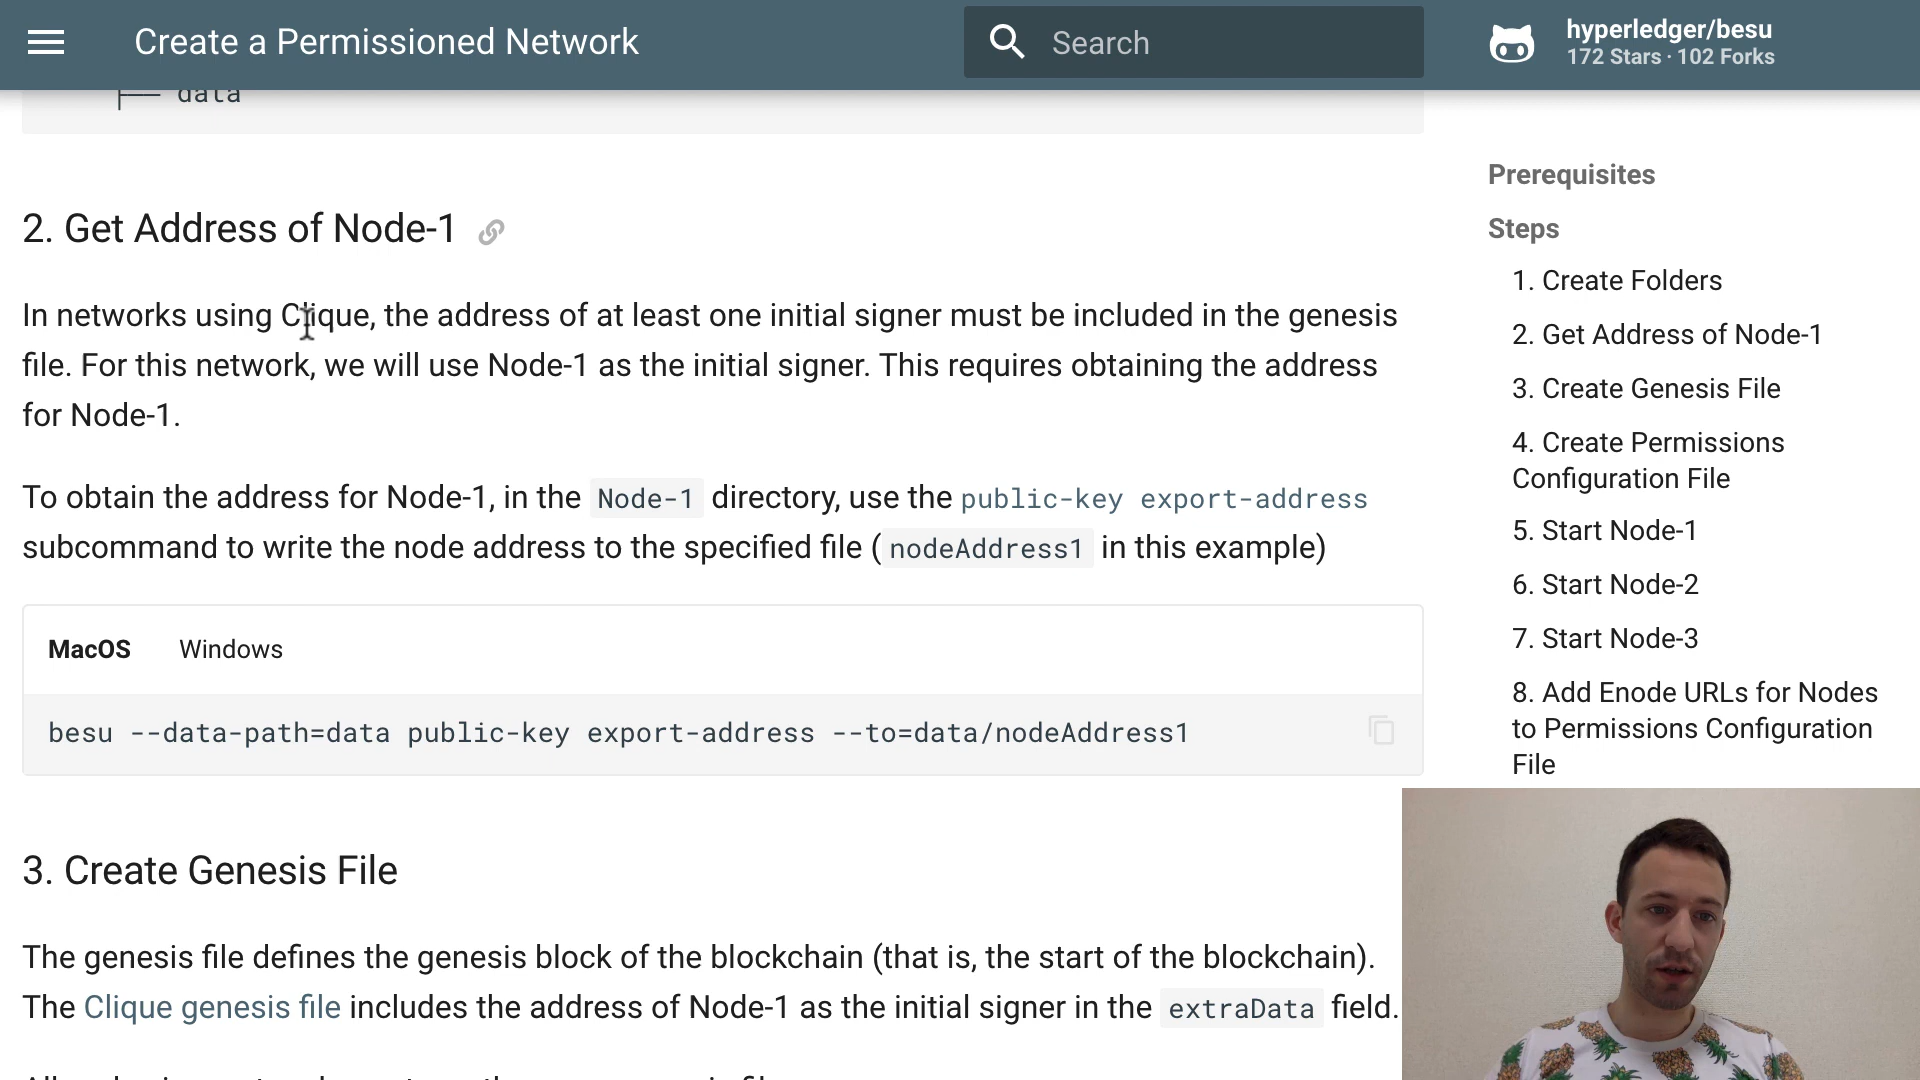 Create a Permissioned Network
Search
hyperledger/besu
172 Stars · 102 Forks
├── data
2. Get Address of Node-1
In networks using Clique, the address of at least one initial signer must be included in the genesis
file. For this network, we will use Node-1 as the initial signer. This requires obtaining the address
for Node-1.
To obtain the address for Node-1, in the Node-1 directory, use the public-key export-address
subcommand to write the node address to the specified file ( nodeAddress1 in this example)
MacOS Windows
besu --data-path=data public-key export-address --to=data/nodeAddress1
3. Create Genesis File
The genesis file defines the genesis block of the blockchain (that is, the start of the blockchain).
The Clique genesis file includes the address of Node-1 as the initial signer in the extraData field.
Prerequisites
Steps
1. Create Folders
2. Get Address of Node-1
3. Create Genesis File
4. Create Permissions
Configuration File
5. Start Node-1
6. Start Node-2
7. Start Node-3
8. Add Enode URLs for Nodes
to Permissions Configuration
File